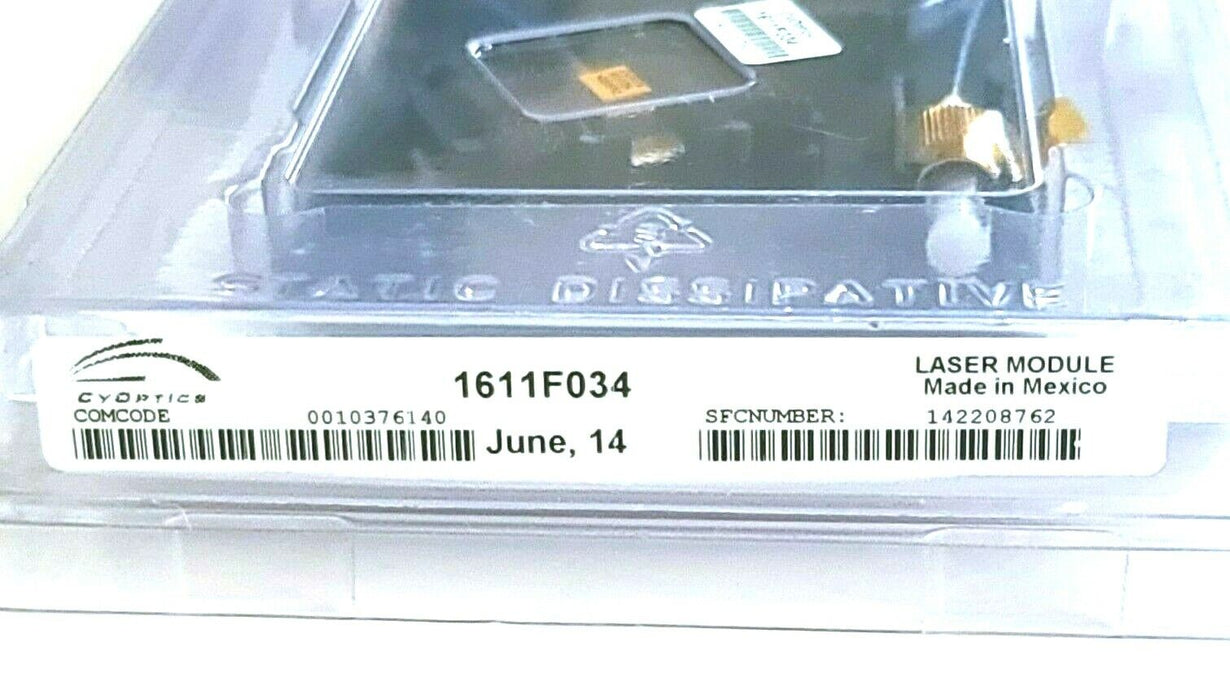 STATIC DISSIPATIVE
CyOptics
1611F034
LASER MODULE
Made in Mexico
COMCODE 0010376140
SFCNUMBER: 142208762
June, 14